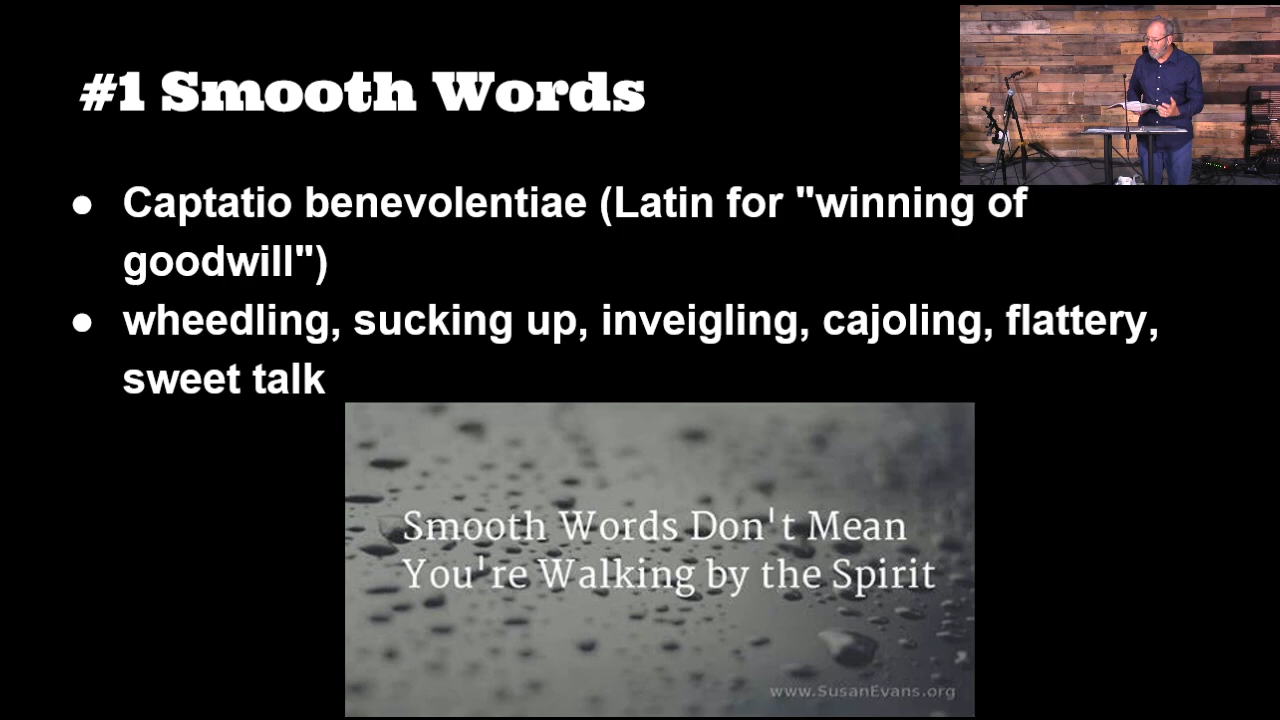 #1 Smooth Words
● Captatio benevolentiae (Latin for "winning of
goodwill")
● wheedling, sucking up, inveigling, cajoling, flattery,
sweet talk
Smooth Words Don't Mean
You're Walking by the Spirit
www.SusanEvans.org